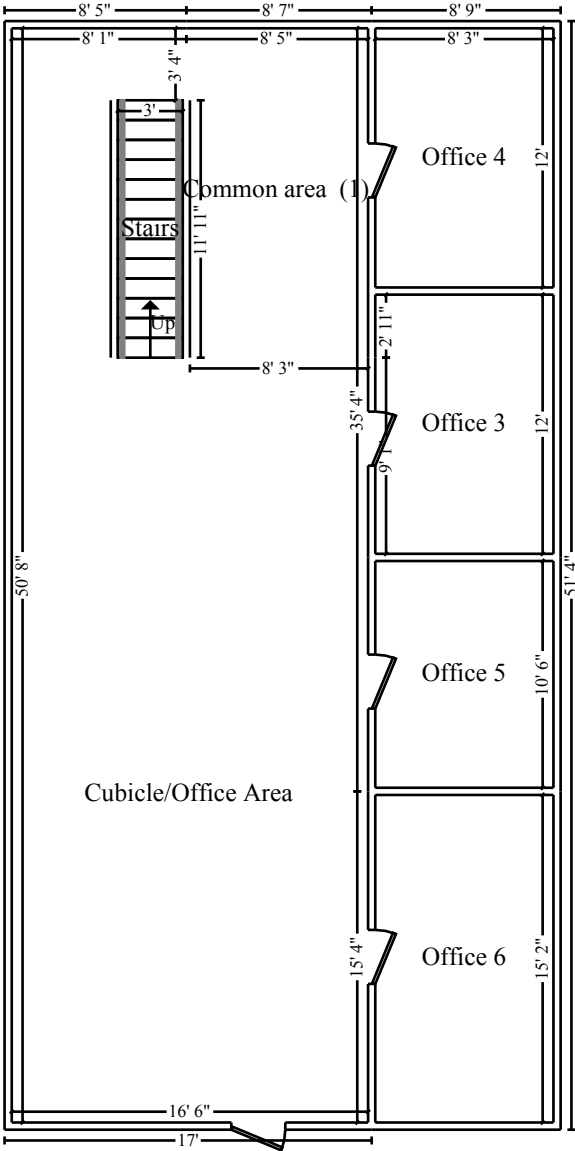 8' 5"
8' 7"
8' 9"
8' 1"
8' 5"
8' 3"
3' 4"
3'
Office 4
12'
Common area (1)
Stairs
11' 11"
Up
2' 11"
8' 3"
35' 4"
Office 3
12'
9' 1"
50' 8"
51' 4"
Office 5
10' 6"
Cubicle/Office Area
Office 6
15' 4"
15' 2"
16' 6"
17'